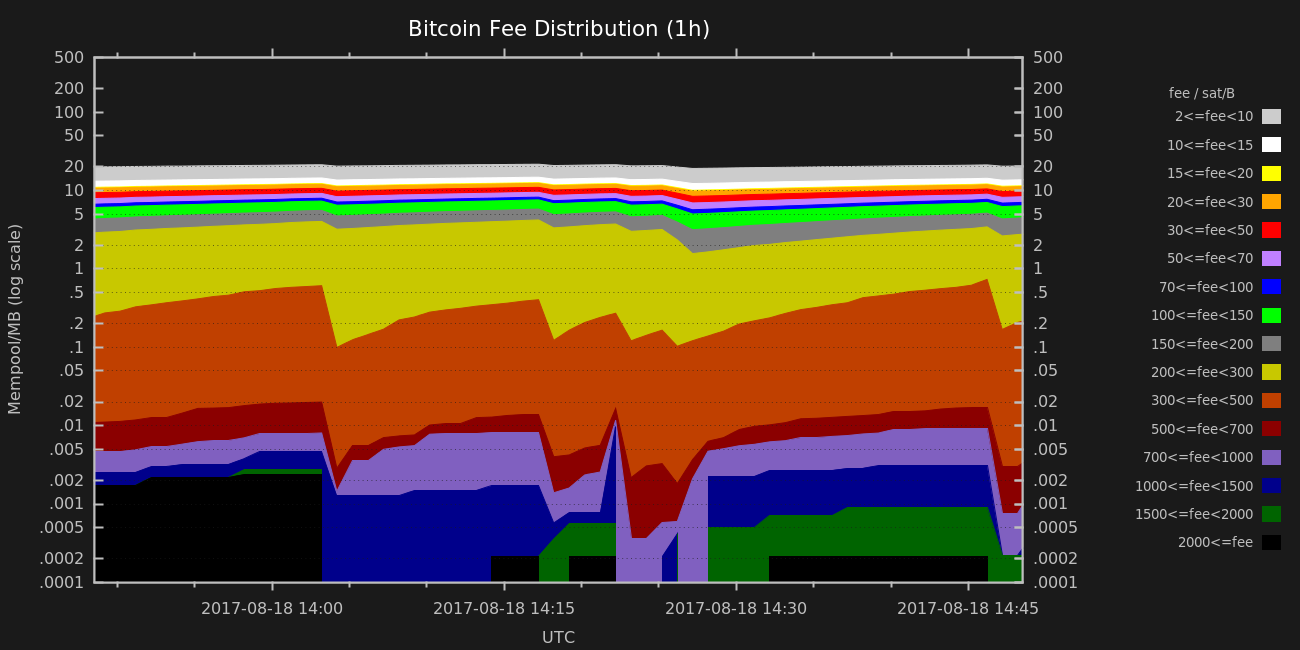 Bitcoin Fee Distribution (1h)
Mempool/MB (log scale)
500
200
100
50
20
10
5
2
1
.5
.2
.1
.05
.02
.01
.005
.002
.001
.0005
.0002
.0001
500
200
100
50
20
10
5
2
1
.5
.2
.1
.05
.02
.01
.005
.002
.001
.0005
.0002
.0001
2017-08-18 14:00
2017-08-18 14:15
2017-08-18 14:30
2017-08-18 14:45
UTC
fee / sat/B
2<=fee<10
10<=fee<15
15<=fee<20
20<=fee<30
30<=fee<50
50<=fee<70
70<=fee<100
100<=fee<150
150<=fee<200
200<=fee<300
300<=fee<500
500<=fee<700
700<=fee<1000
1000<=fee<1500
1500<=fee<2000
2000<=fee